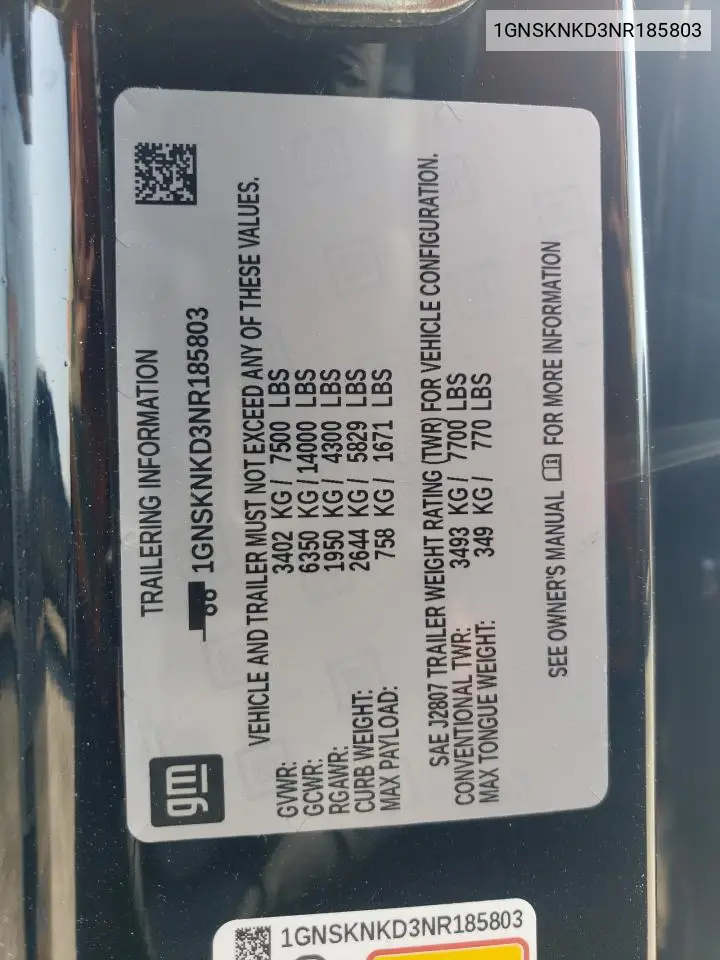 1GNSKNKD3NR185803
TRAILERING INFORMATION
gm
1GNSKNKD3NR185803
VEHICLE AND TRAILER MUST NOT EXCEED ANY OF THESE VALUES.
GVWR: 3402 KG / 7500 LBS
GCWR: 6350 KG / 14000 LBS
RGAWR: 1950 KG / 4300 LBS
CURB WEIGHT: 2644 KG / 5829 LBS
MAX PAYLOAD: 758 KG / 1671 LBS
SAE J2807 TRAILER WEIGHT RATING (TWR) FOR VEHICLE CONFIGURATION.
CONVENTIONAL TWR: 3493 KG / 7700 LBS
MAX TONGUE WEIGHT: 349 KG / 770 LBS
SEE OWNER'S MANUAL FOR MORE INFORMATION
1GNSKNKD3NR185803